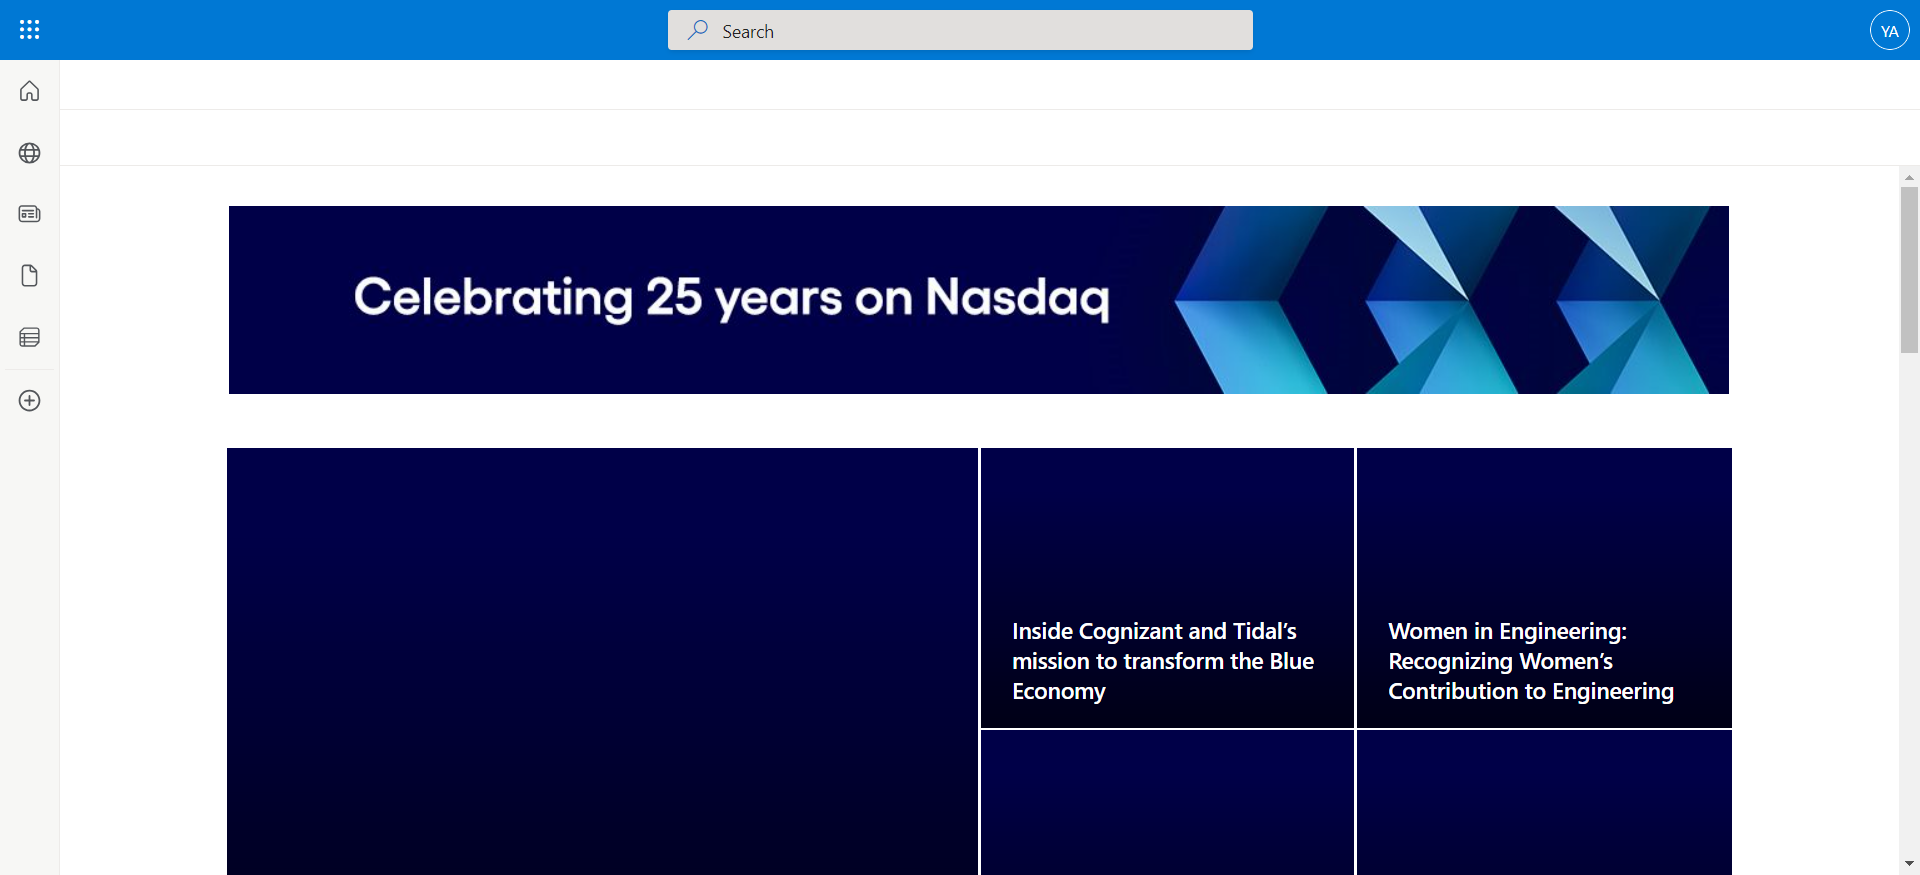 Search
YA
Celebrating 25 years on Nasdaq
Inside Cognizant and Tidal’s
mission to transform the Blue
Economy
Women in Engineering:
Recognizing Women’s
Contribution to Engineering